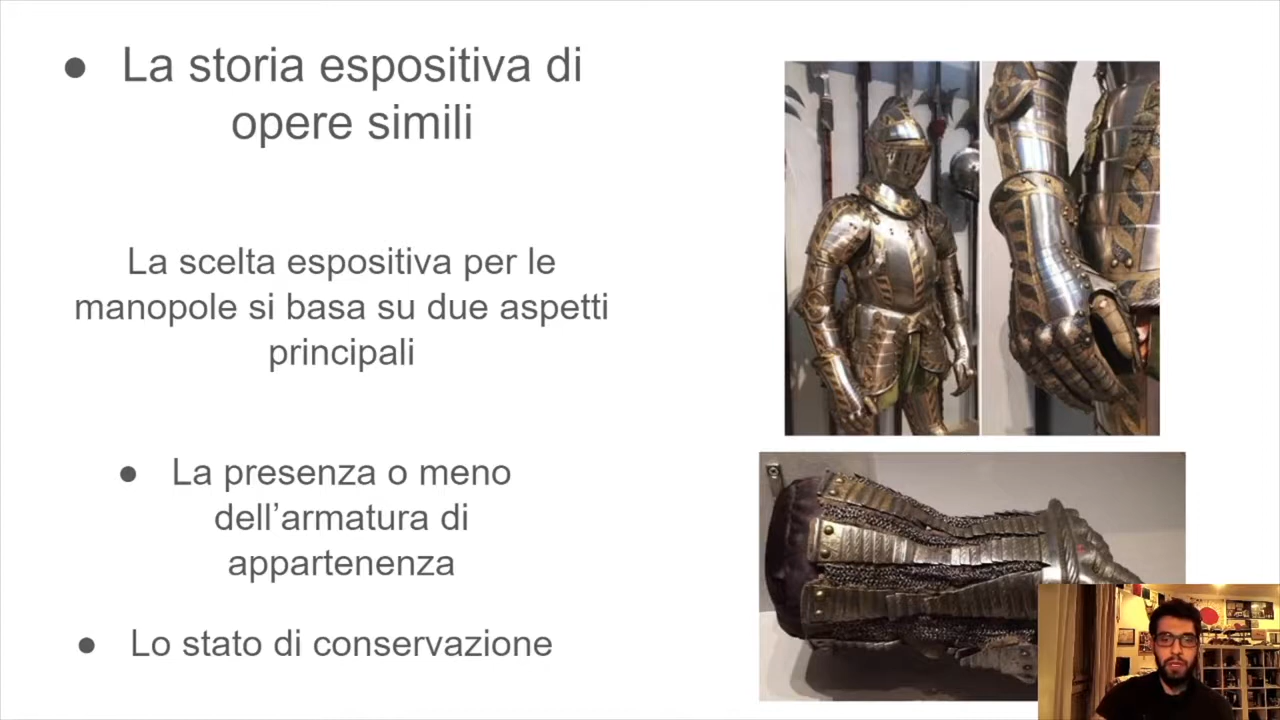 ● La storia espositiva di
opere simili
La scelta espositiva per le
manopole si basa su due aspetti
principali
● La presenza o meno
dell’armatura di
appartenenza
● Lo stato di conservazione